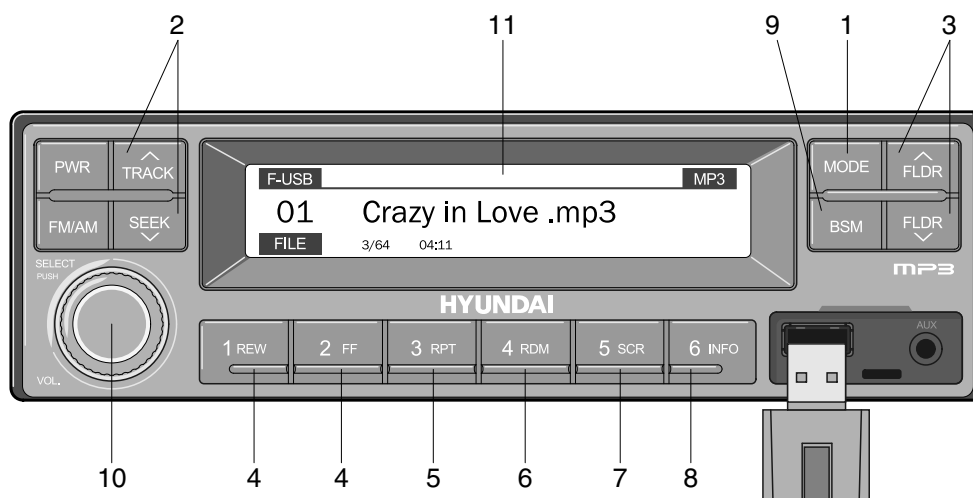 2 11 9 1 3
PWR TRACK
FM/AM SEEK
F-USB MP3
01 Crazy in Love .mp3
FILE 3/64 04:11
MODE FLDR
BSM FLDR
MP3
SELECT
PUSH
VOL.
HYUNDAI
1 REW 2 FF 3 RPT 4 RDM 5 SCR 6 INFO
AUX
10 4 4 5 6 7 8